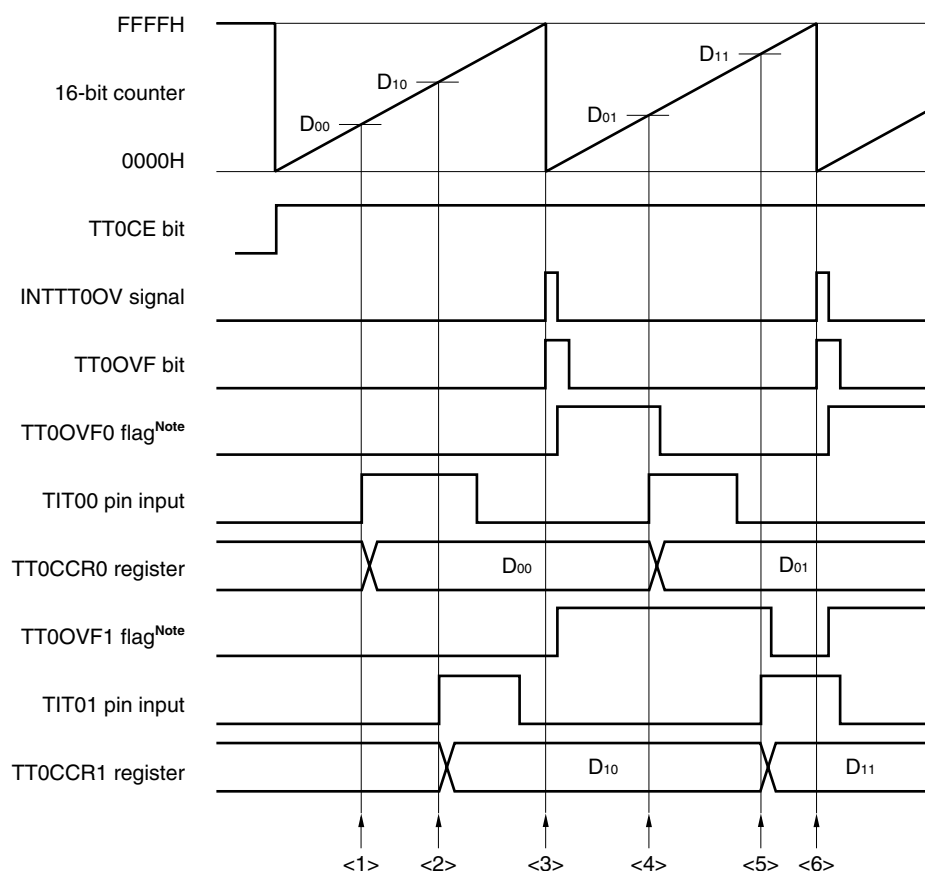 FFFFH
D10
D11
16-bit counter
D00
D01
0000H
TT0CE bit
INTTT0OV signal
TT0OVF bit
TT0OVF0 flagNote
TIT00 pin input
TT0CCR0 register
D00
D01
TT0OVF1 flagNote
TIT01 pin input
TT0CCR1 register
D10
D11
<1> <2> <3> <4> <5> <6>